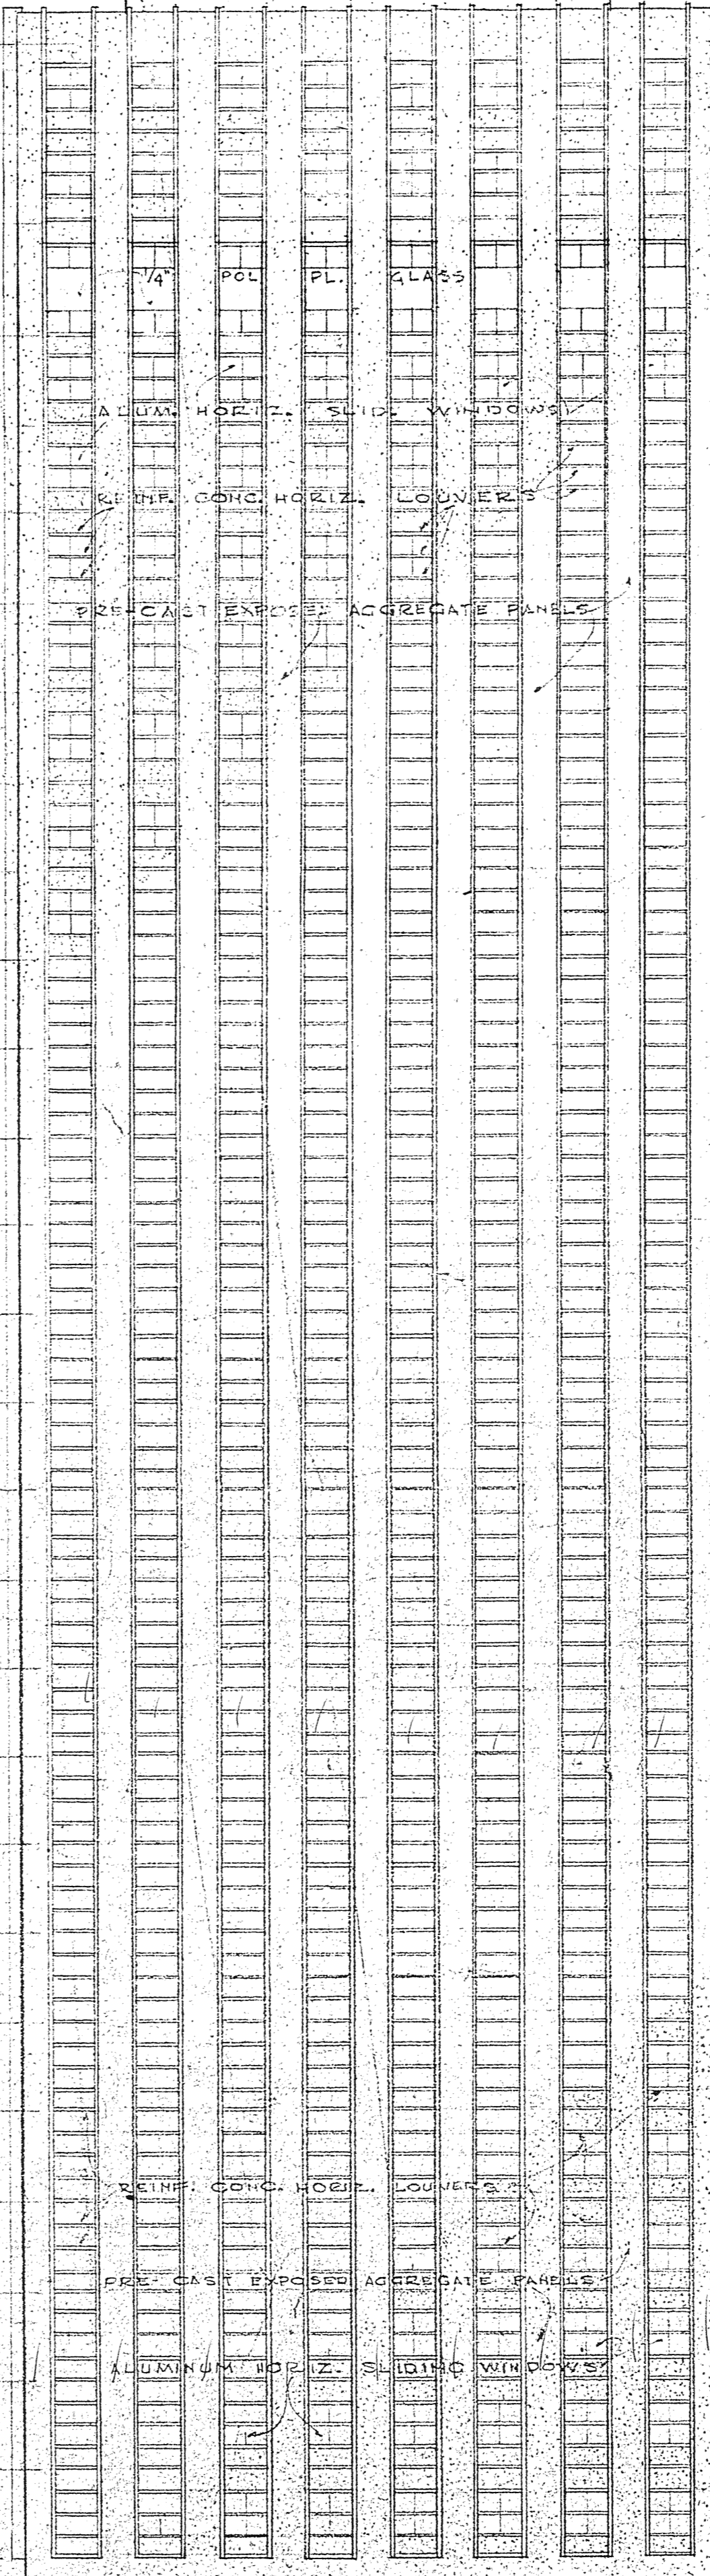 1/4" POL PL. GLASS
ALUM. HORIZ. SLID. WINDOWS
REINF. CONC. HORIZ. LOUVERS
PRE-CAST EXPOSED AGGREGATE PANELS
REINF. CONC. HORIZ. LOUVERS
PRE-CAST EXPOSED AGGREGATE PANELS
ALUMINUM HORIZ. SLIDING WINDOWS